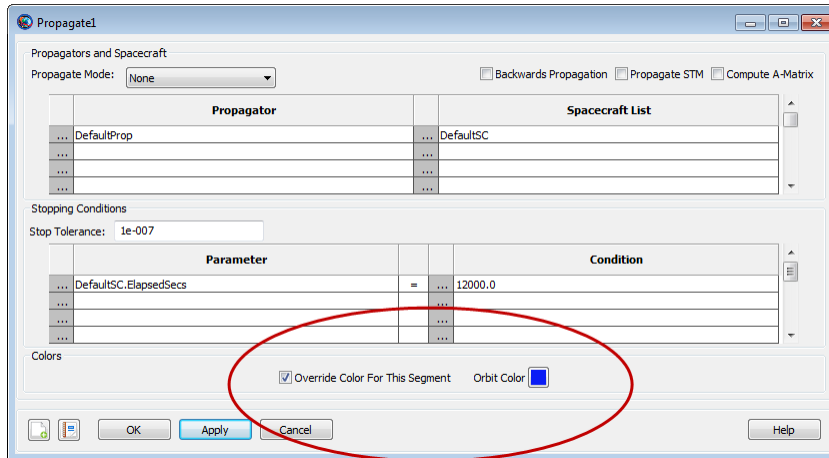 Propagate1
Propagators and Spacecraft
Propagate Mode: None Backwards Propagation Propagate STM Compute A-Matrix
Propagator Spacecraft List
... DefaultProp ... DefaultSC
... ...
... ...
... ...
Stopping Conditions
Stop Tolerance: 1e-007
Parameter Condition
... DefaultSC.ElapsedSecs = ... 12000.0
... ...
... ...
... ...
Colors
Override Color For This Segment Orbit Color
OK Apply Cancel Help